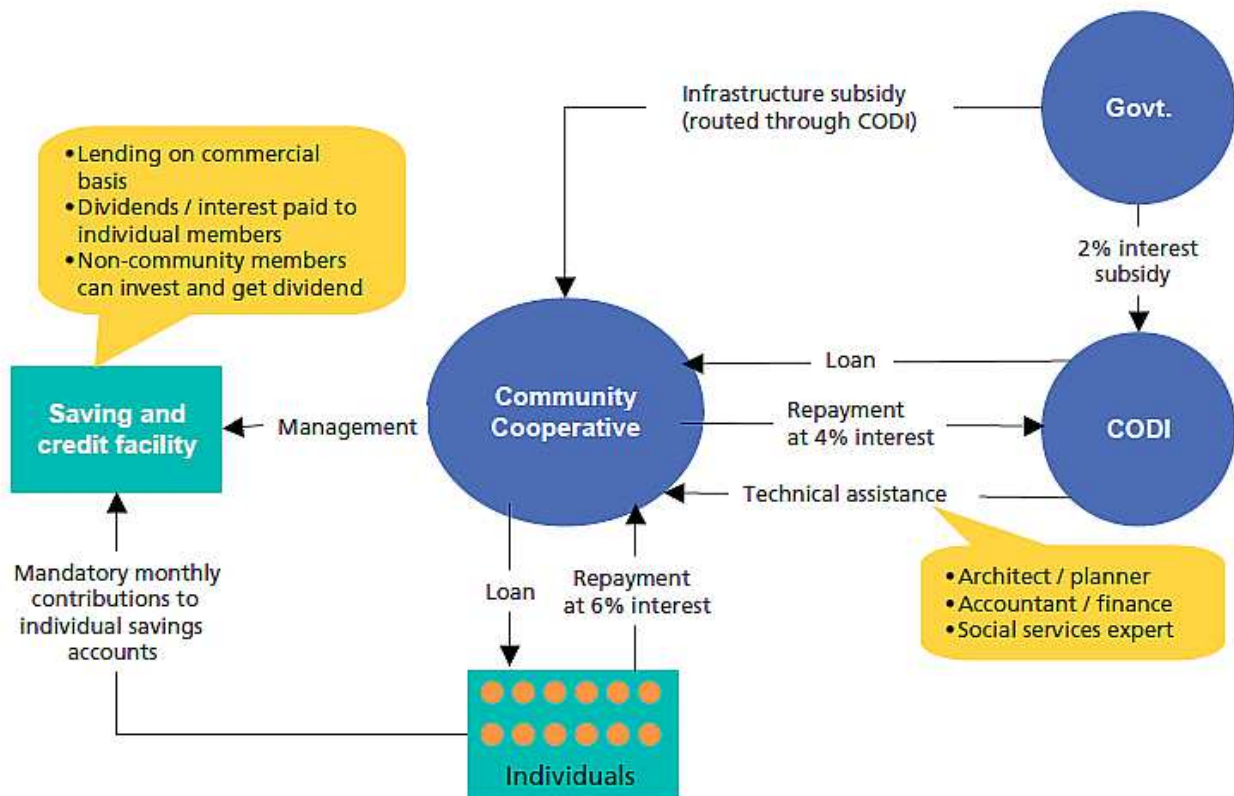 Infrastructure subsidy
(routed through CODI)
Govt.
•Lending on commercial
basis
•Dividends / interest paid to
individual members
•Non-community members
can invest and get dividend
2% interest
subsidy
Saving and
credit facility
Management
Community
Cooperative
Loan
Repayment
at 4% interest
CODI
Technical assistance
•Architect / planner
•Accountant / finance
•Social services expert
Mandatory monthly
contributions to
individual savings
accounts
Loan
Repayment
at 6% interest
Individuals